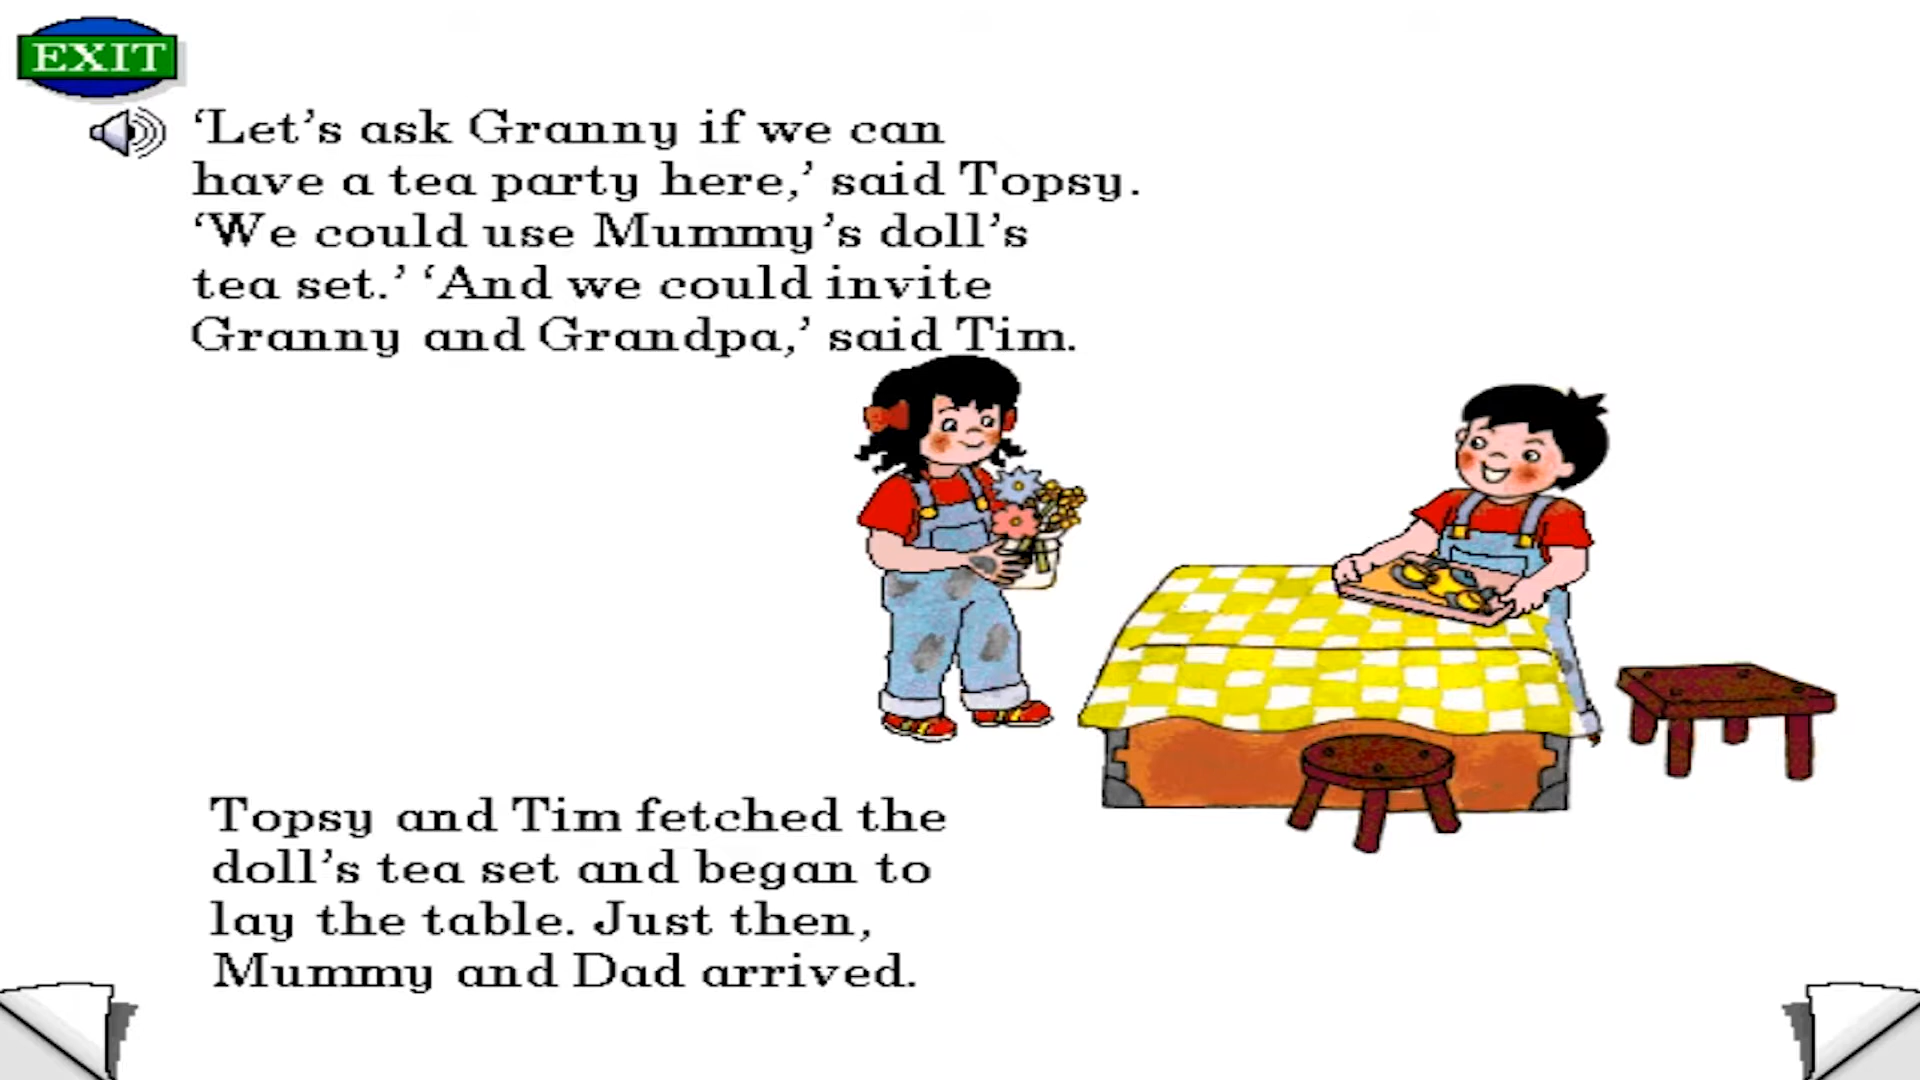 EXIT
‘Let’s ask Granny if we can
have a tea party here,’ said Topsy.
‘We could use Mummy’s doll’s
tea set.’ ‘And we could invite
Granny and Grandpa,’ said Tim.
Topsy and Tim fetched the
doll’s tea set and began to
lay the table. Just then,
Mummy and Dad arrived.